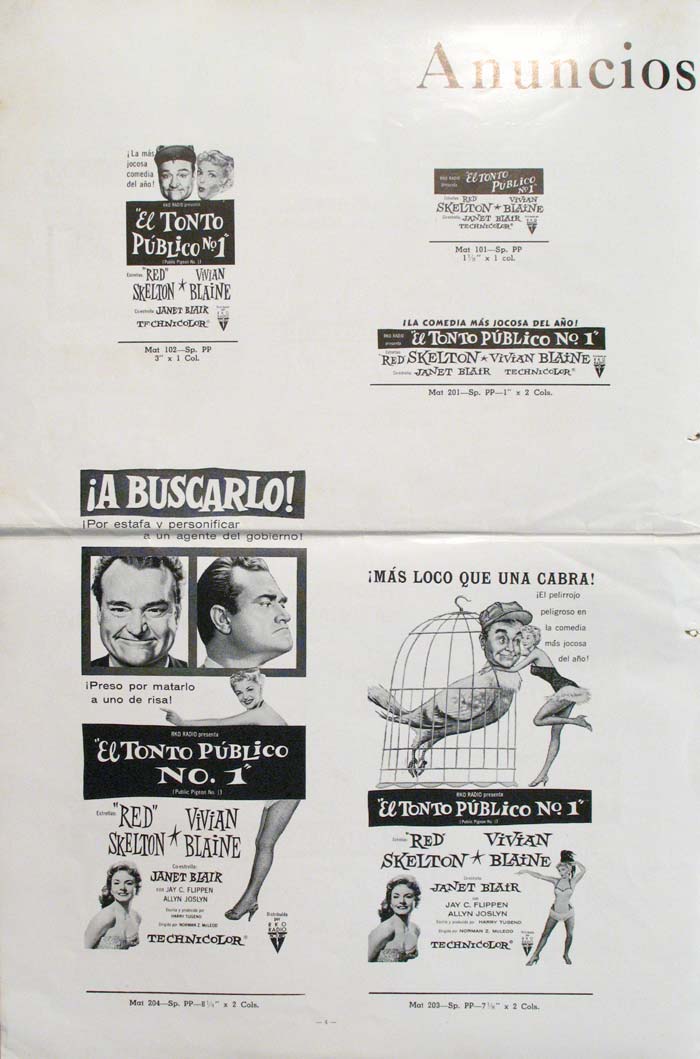 Anuncios
¡La más
jocosa
comedia
del año!
RKO RADIO presenta
"El TONTO
PÚBLICO No. 1"
(Public Pigeon No. 1)
Estrellas: "RED" VIVIAN
SKELTON ★ BLAINE
Co-estrella: JANET BLAIR
TECHNICOLOR®
Mat 102—Sp. PP
3" x 1 Col.
RKO RADIO
presenta
"El TONTO
PÚBLICO
No. 1"
Estrellas: RED VIVIAN
SKELTON ★ BLAINE
Co-estrella: JANET BLAIR
TECHNICOLOR®
Mat 101—Sp. PP
1⅛" x 1 col.
¡LA COMEDIA MÁS JOCOSA DEL AÑO!
RKO RADIO
presenta
"El TONTO PÚBLICO No. 1"
Estrellas:
RED SKELTON ★ VIVIAN BLAINE
Co-estrella: JANET BLAIR TECHNICOLOR®
Mat 201—Sp. PP—1" x 2 Cols.
¡A BUSCARLO!
¡Por estafa y personificar
a un agente del gobierno!
¡Preso por matarlo
a uno de risa!
RKO RADIO presenta
"El TONTO PÚBLICO
NO. 1"
(Public Pigeon No. 1)
Estrellas: "RED" VIVIAN
SKELTON ★ BLAINE
Co-estrella:
JANET BLAIR
con JAY C. FLIPPEN
ALLYN JOSLYN
Escrita y producida por
HARRY TUGEND
Dirigida por NORMAN Z. McLEOD
TECHNICOLOR®
Distribuida
por
RKO
RADIO
Mat 204—Sp. PP—8⅛" x 2 Cols.
¡MÁS LOCO QUE UNA CABRA!
¡El pelirrojo
peligroso en
la comedia
más jocosa
del año!
RKO RADIO presenta
"El TONTO PÚBLICO No. 1"
(Public Pigeon No. 1)
Estrellas: "RED" VIVIAN
SKELTON ★ BLAINE
Co-estrella:
JANET BLAIR
con
JAY C. FLIPPEN
ALLYN JOSLYN
Escrita y producida por HARRY TUGEND
Dirigida por NORMAN Z. McLEOD
TECHNICOLOR®
Mat 203—Sp. PP—7⅛" x 2 Cols.
— 4 —